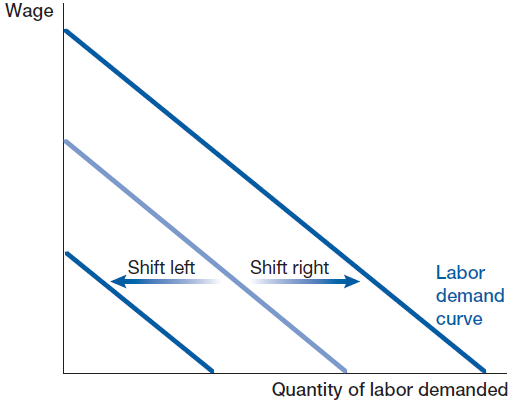 Wage
Shift left
Shift right
Labor
demand
curve
Quantity of labor demanded